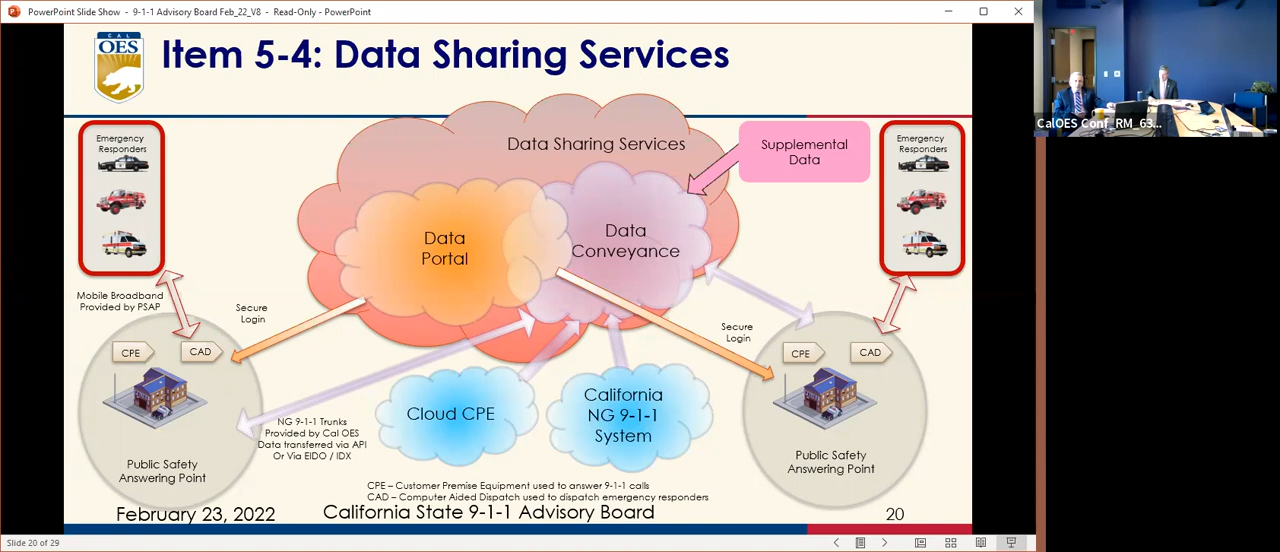 PowerPoint Slide Show - 9-1-1 Advisory Board Feb_22_V8 - Read-Only - PowerPoint
CAL
OES
Item 5-4: Data Sharing Services
Emergency
Responders
Data Sharing Services
Supplemental
Data
Emergency
Responders
Data
Portal
Data
Conveyance
Mobile Broadband
Provided by PSAP
Secure
Login
Secure
Login
CPE
CAD
CPE
CAD
Cloud CPE
California
NG 9-1-1
System
NG 9-1-1 Trunks
Provided by Cal OES
Data transferred via API
Or Via EIDO / IDX
Public Safety
Answering Point
Public Safety
Answering Point
CPE – Customer Premise Equipment used to answer 9-1-1 calls
CAD – Computer Aided Dispatch used to dispatch emergency responders
February 23, 2022
California State 9-1-1 Advisory Board
20
Slide 20 of 29
CalOES Conf_RM_63...